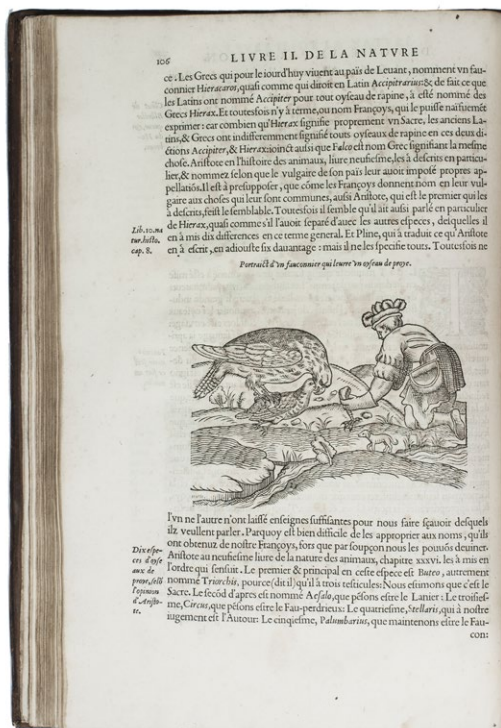 106
LIVRE II. DE LA NATVRE
ce: Les Grecs qui pour le iourd'huy viuent au païs de Leuant, nomment vn fau-
connier Hieracaros, quasi comme qui diroit en Latin Accipitrarius: & de fait ce que
les Latins ont nommé Accipiter pour tout oyseau de rapine, à esté nommé des
Grecs Hierax. Et toutesfois n'y à terme, ou nom Françoys, qui le puisse naïfuemẽt
exprimer: car combien qu'Hierax signifie proprement vn Sacre, les anciens La-
tins, & Grecs ont indifferemment signifié touts oyseaux de rapine en ces deux di-
ctions Accipiter, & Hierax: ioinct aussi que Falco est nom Grec signifiant la mesme
chose. Aristote en l'histoire des animaux, liure neufiesme, les à descrits en particu-
lier, & nommez selon que le vulgaire de son païs leur auoit imposé propres ap-
pellatiõs. Il est à presupposer, que cõme les Françoys donnent nom en leur vul-
gaire aux choses qui leur sont communes, aussi Aristote, qui est le premier qui les
à descrits, feist le semblable. Toutesfois il semble qu'il ait aussi parlé en particulier
de Hierax, quasi comme s'il l'auoit separé d'auec les autres especes, desquelles il
en à mis dix differences en ce terme general. Et Pline, qui à traduit ce qu'Aristote
en à escrit, en adiouste six dauantage: mais il ne les specifie touts. Toutesfois ne
Lib. 10. na
tur. histo.
cap. 8.
Portraict d'vn fauconnier qui leurre vn oyseau de proye.
l'vn ne l'autre n'ont laissé enseignes suffisantes pour nous faire sçauoir desquels
ilz veullent parler. Parquoy est bien difficile de les approprier aux noms, qu'ils
ont obtenuz de nostre Françoys, fors que par soupçon nous les pouuõs deuiner.
Aristote au neufiesme liure de la nature des animaux, chapitre xxxvi. les à mis en
l'ordre qui s'ensuit. Le premier & principal en ceste espece est Buteo, autrement
nommé Triorchis, pource (dit il) qu'il à trois testicules: Nous estimons que c'est le
Sacre. Le secõd d'apres est nommé Aesalo, que pẽsons estre le Lanier: Le troisies-
me, Circus, que pẽsons estre le Fau-perdrieux: Le quatriesme, Stellaris, qui à nostre
iugement est l'Autour: Le cinqiesme, Palumbarius, que maintenons estre le Fau-
con:
Dix espe-
ces d'oyse
aux de
proye, selõ
l'opinion
d'Aristo-
te.